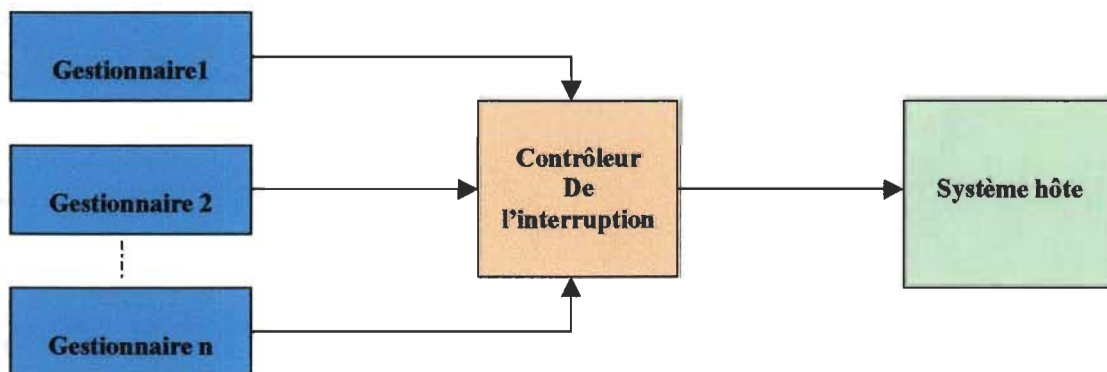 Gestionnaire1
Gestionnaire 2
Gestionnaire n
Contrôleur
De
l'interruption
Système hôte